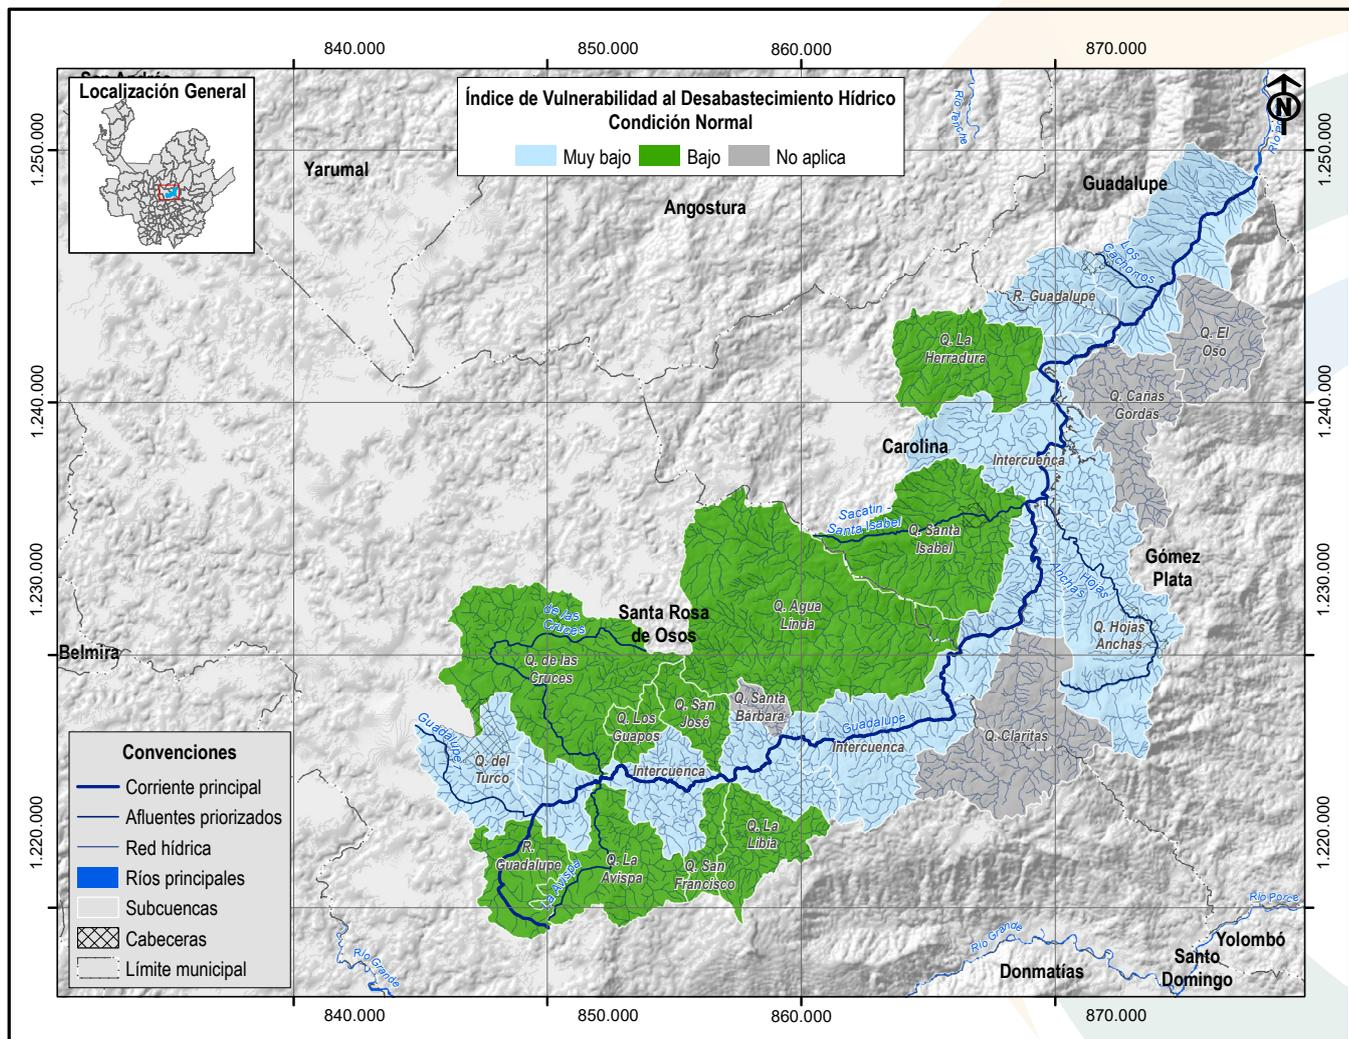 840.000
850.000
860.000
870.000
San Andrés
Localización General
Índice de Vulnerabilidad al Desabastecimiento Hídrico
Condición Normal
Muy bajo
Bajo
No aplica
N
Río Tenche
1.250.000
1.250.000
Yarumal
Angostura
Guadalupe
Los
Cachorros
R. Guadalupe
Q. El
Oso
Q. La
Herradura
1.240.000
1.240.000
Q. Cañas
Gordas
Carolina
Intercuenca
Sacatín -
Santa Isabel
Q. Santa
Isabel
Gómez
Plata
1.230.000
1.230.000
Hojas
Anchas
Santa Rosa
de Osos
Q. Agua
Linda
de las
Cruces
Q. Hojas
Anchas
Belmira
Q. de las
Cruces
Q. Los
Guapos
Q. San
José
Q. Santa
Bárbara
Guadalupe
Guadalupe
Intercuenca
Q. Claritas
Q. del
Turco
Intercuenca
Convenciones
Corriente principal
Afluentes priorizados
Red hídrica
Ríos principales
Subcuencas
Cabeceras
Límite municipal
1.220.000
1.220.000
R.
Guadalupe
La Avispa
Q. La
Avispa
Q. San
Francisco
Q. La
Libia
Río Grande
Río Grande
Río Porce
Yolombó
Santo
Domingo
Donmatías
840.000
850.000
860.000
870.000